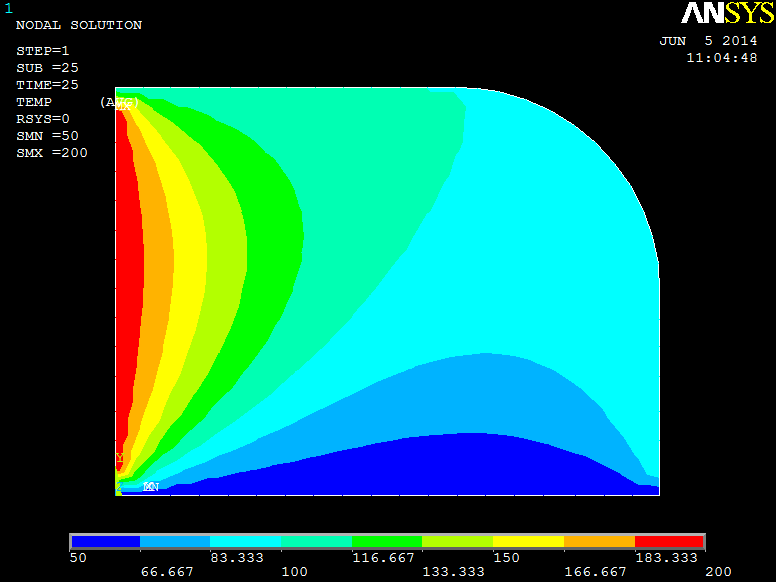 1
ANSYS
NODAL SOLUTION
JUN  5 2014
11:04:48
STEP=1
SUB =25
TIME=25
TEMP     (AVG)
RSYS=0
SMN =50
SMX =200
MX
Y
MN
50 83.333 116.667 150 183.333
66.667 100 133.333 166.667 200